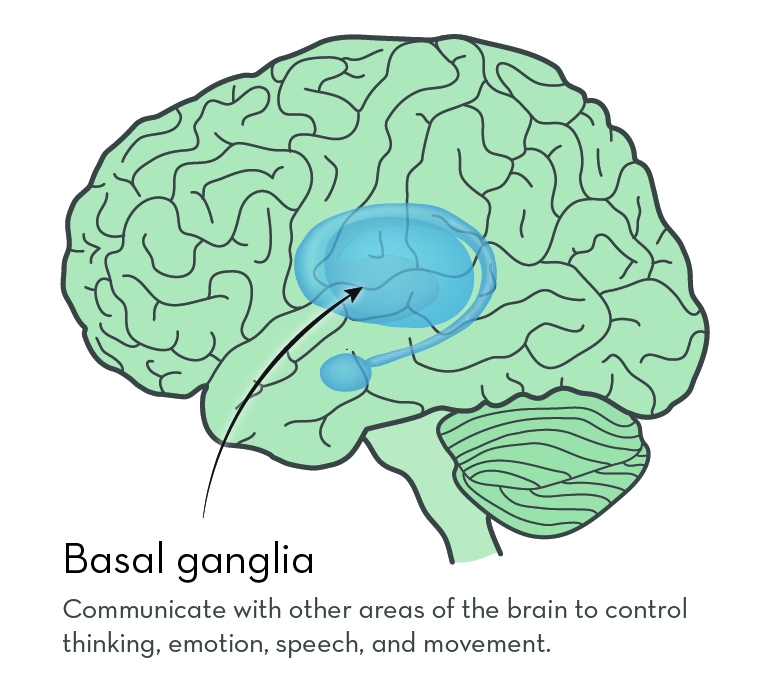 Basal ganglia
Communicate with other areas of the brain to control
thinking, emotion, speech, and movement.